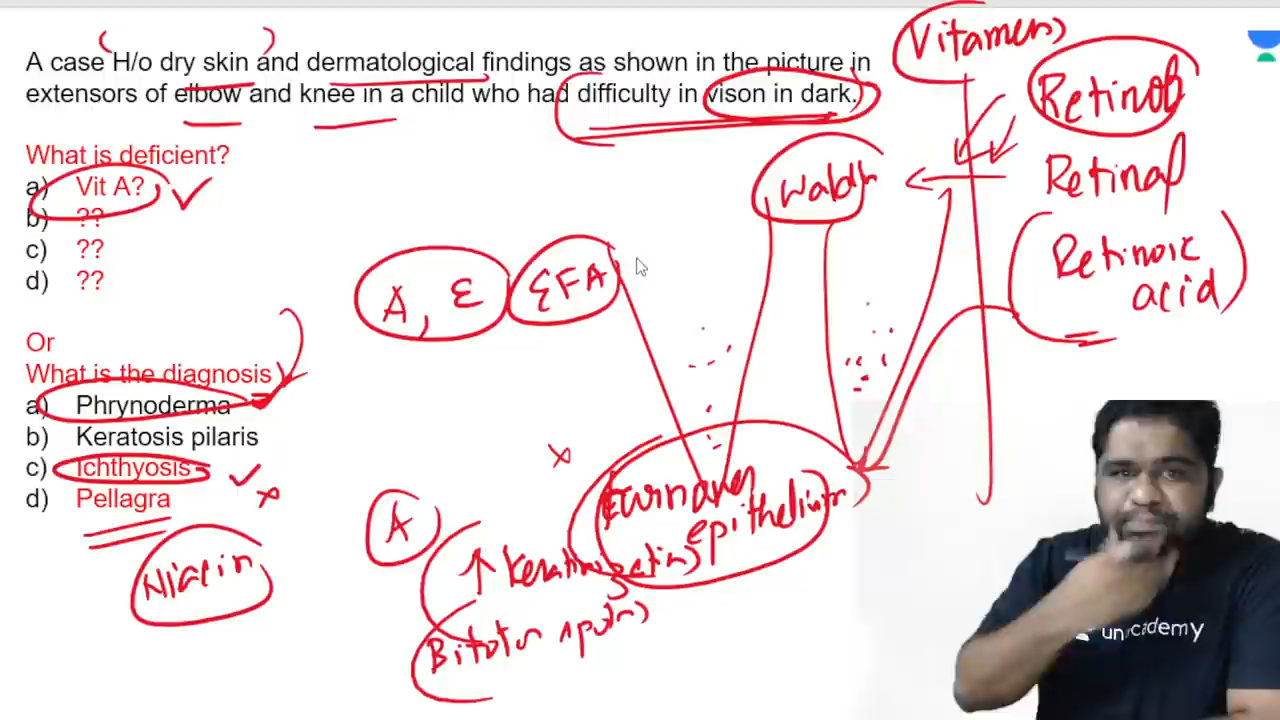 A case H/o dry skin and dermatological findings as shown in the picture in
extensors of elbow and knee in a child who had difficulty in vison in dark.
What is deficient?
a) Vit A?
b) ??
c) ??
d) ??
Or
What is the diagnosis
a) Phrynoderma
b) Keratosis pilaris
c) Ichthyosis
d) Pellagra
Niacin
Vitamers
Retinol
Retinal
Retinoic
acid
A, E
EFA
A
↑ Keratinization
Bitot
spots
epithelium
unacademy